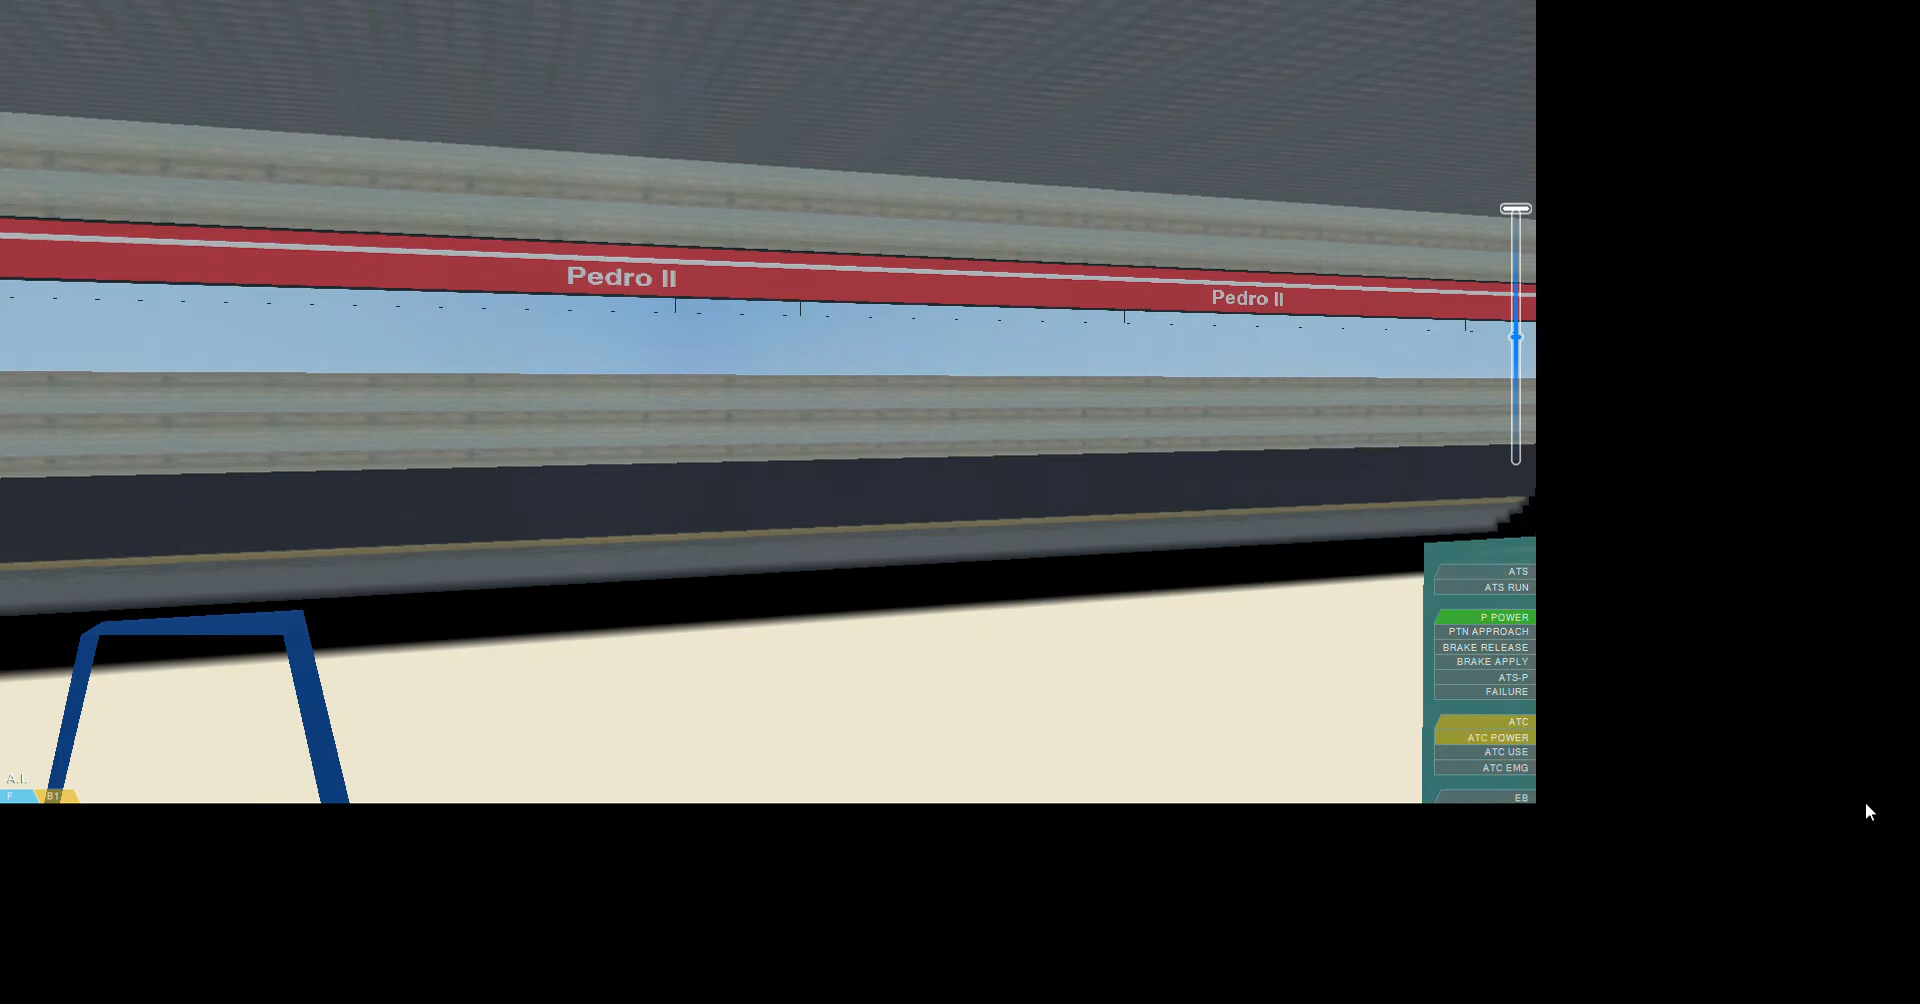 Pedro II
Pedro II
ATS
ATS RUN
P POWER
PTN APPROACH
BRAKE RELEASE
BRAKE APPLY
ATS-P
FAILURE
ATC
ATC POWER
ATC USE
ATC EMG
EB
A.I.
F B1